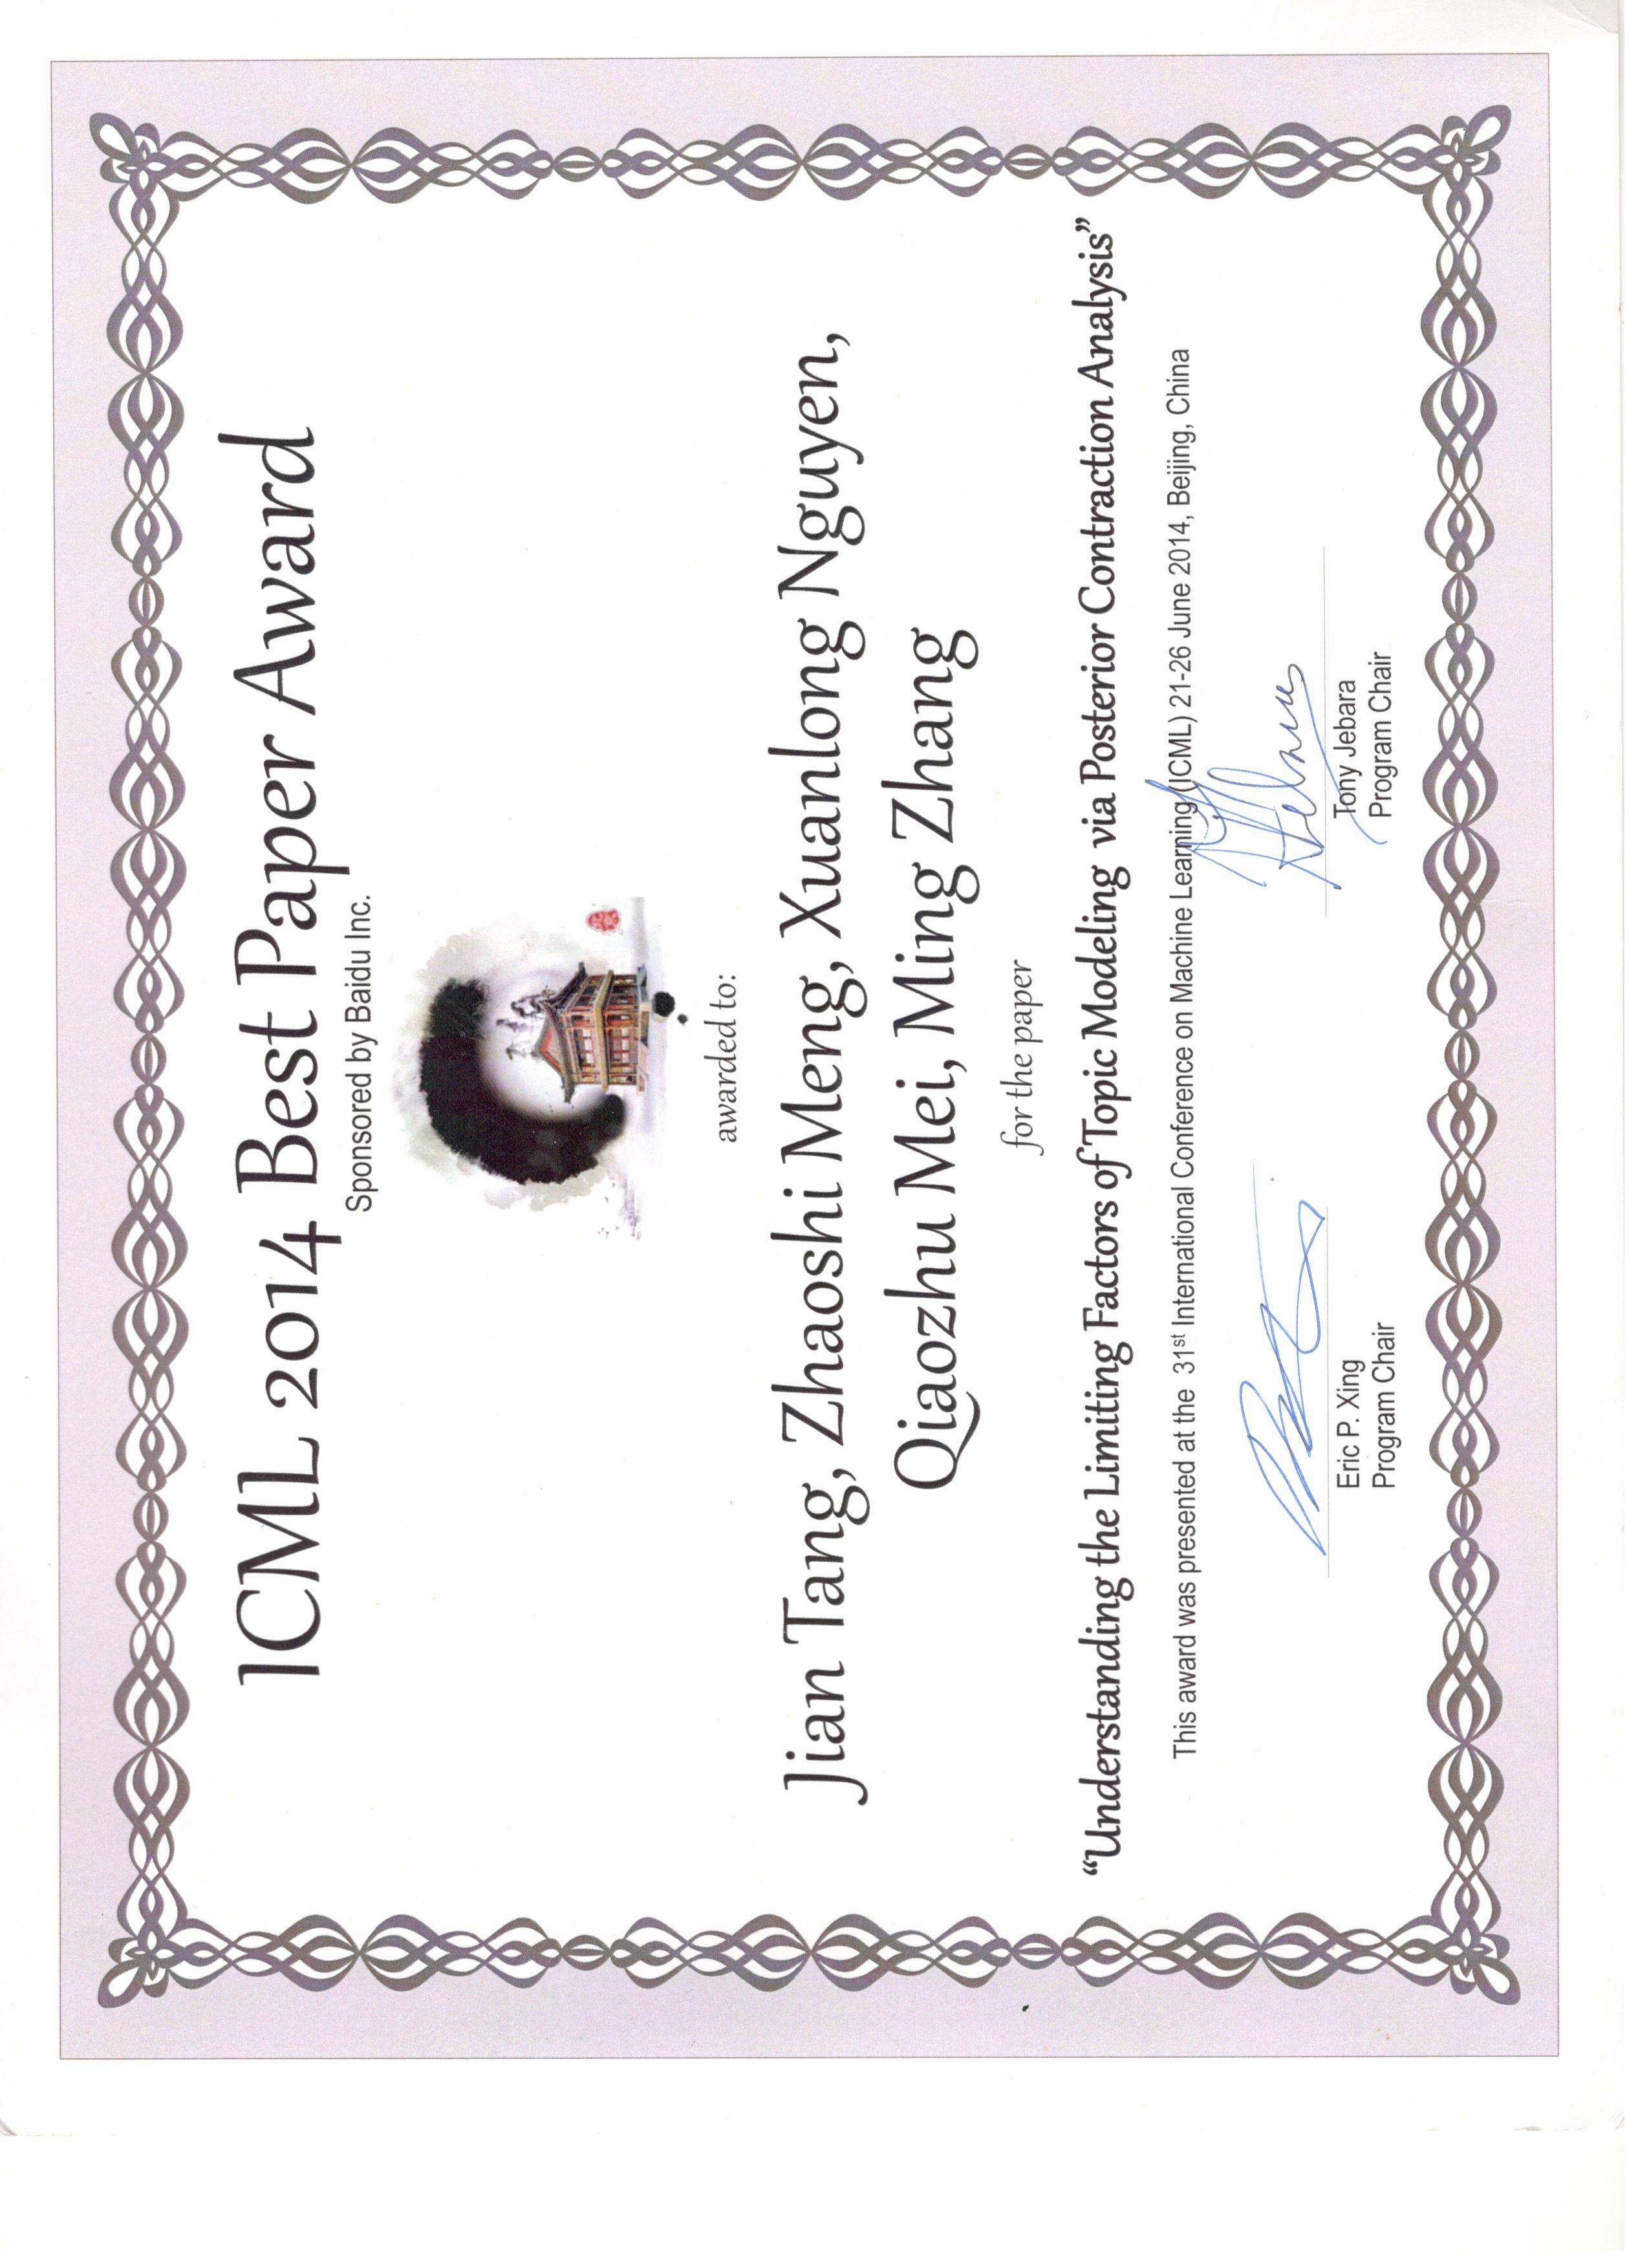 ICML 2014 Best Paper Award
Sponsored by Baidu Inc.
awarded to:
Jian Tang, Zhaoshi Meng, Xuanlong Nguyen,
Qiaozhu Mei, Ming Zhang
for the paper
“Understanding the Limiting Factors of Topic Modeling via Posterior Contraction Analysis”
This award was presented at the 31st International Conference on Machine Learning (ICML) 21-26 June 2014, Beijing, China
Eric P. Xing
Program Chair
Tony Jebara
Program Chair